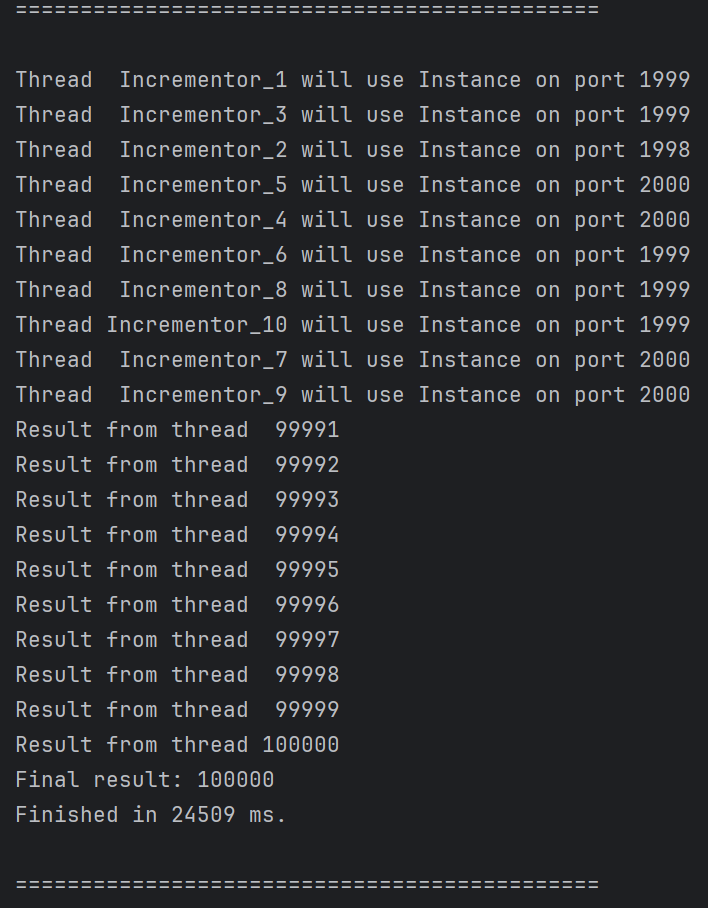 =============================================
Thread  Incrementor_1 will use Instance on port 1999
Thread  Incrementor_3 will use Instance on port 1999
Thread  Incrementor_2 will use Instance on port 1998
Thread  Incrementor_5 will use Instance on port 2000
Thread  Incrementor_4 will use Instance on port 2000
Thread  Incrementor_6 will use Instance on port 1999
Thread  Incrementor_8 will use Instance on port 1999
Thread Incrementor_10 will use Instance on port 1999
Thread  Incrementor_7 will use Instance on port 2000
Thread  Incrementor_9 will use Instance on port 2000
Result from thread  99991
Result from thread  99992
Result from thread  99993
Result from thread  99994
Result from thread  99995
Result from thread  99996
Result from thread  99997
Result from thread  99998
Result from thread  99999
Result from thread 100000
Final result: 100000
Finished in 24509 ms.
=============================================